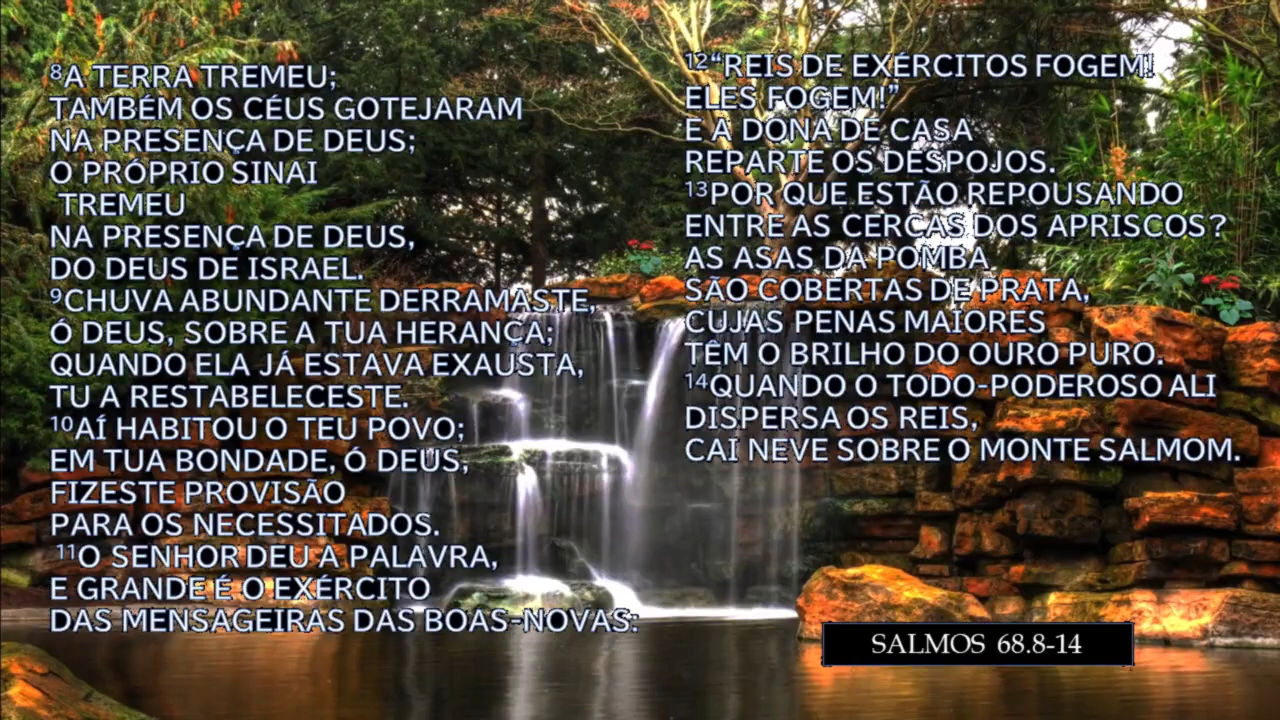 ⁸A TERRA TREMEU;
TAMBÉM OS CÉUS GOTEJARAM
NA PRESENÇA DE DEUS;
O PRÓPRIO SINAI
TREMEU
NA PRESENÇA DE DEUS,
DO DEUS DE ISRAEL.
⁹CHUVA ABUNDANTE DERRAMASTE,
Ó DEUS, SOBRE A TUA HERANÇA;
QUANDO ELA JÁ ESTAVA EXAUSTA,
TU A RESTABELECESTE.
¹⁰AÍ HABITOU O TEU POVO;
EM TUA BONDADE, Ó DEUS,
FIZESTE PROVISÃO
PARA OS NECESSITADOS.
¹¹O SENHOR DEU A PALAVRA,
E GRANDE É O EXÉRCITO
DAS MENSAGEIRAS DAS BOAS-NOVAS:
¹²“REIS DE EXÉRCITOS FOGEM!
ELES FOGEM!”
E A DONA DE CASA
REPARTE OS DESPOJOS.
¹³POR QUE ESTÃO REPOUSANDO
ENTRE AS CERCAS DOS APRISCOS?
AS ASAS DA POMBA
SÃO COBERTAS DE PRATA,
CUJAS PENAS MAIORES
TÊM O BRILHO DO OURO PURO.
¹⁴QUANDO O TODO-PODEROSO ALI
DISPERSA OS REIS,
CAI NEVE SOBRE O MONTE SALMOM.
SALMOS 68.8-14